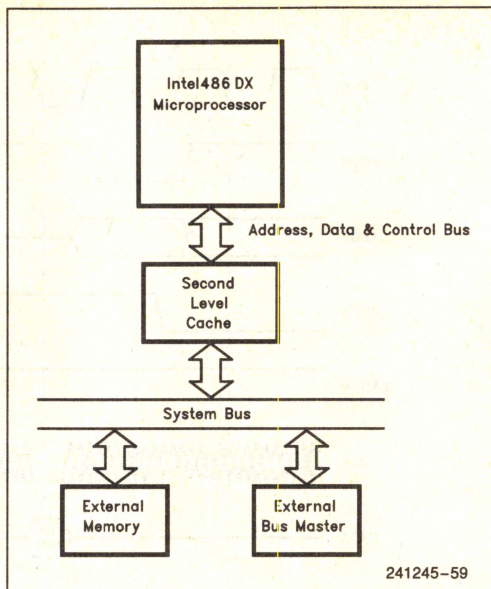 Intel486 DX
Microprocessor
Address, Data & Control Bus
Second
Level
Cache
System Bus
External
Memory
External
Bus Master
241245-59